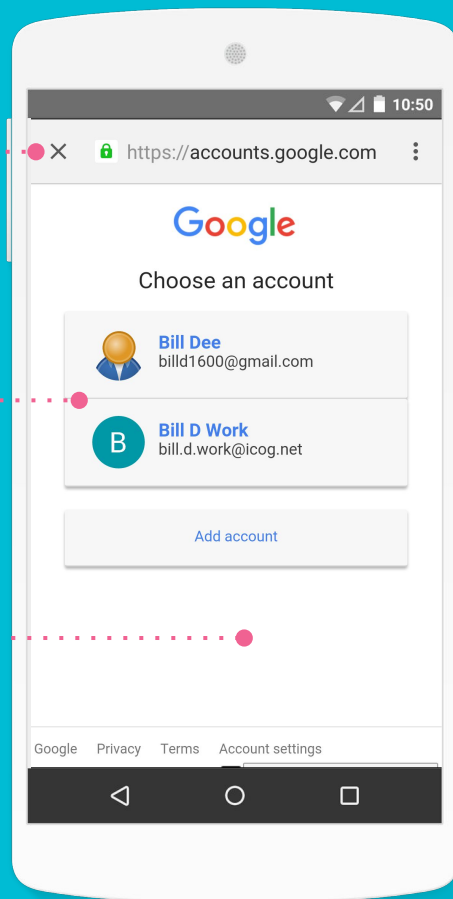 10:50
https://accounts.google.com
Google
Choose an account
Bill Dee
billd1600@gmail.com
B
Bill D Work
bill.d.work@icog.net
Add account
Google Privacy Terms Account settings